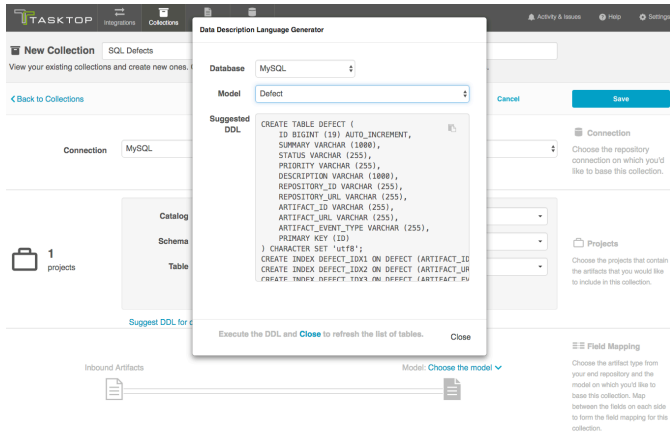 TASKTOP
Integrations
Collections
Activity & Issues
Help
Settings
New Collection
SQL Defects
View your existing collections and create new ones.
Back to Collections
Cancel
Save
Data Description Language Generator
Database
MySQL
Model
Defect
Suggested DDL
CREATE TABLE DEFECT (
ID BIGINT (19) AUTO_INCREMENT,
SUMMARY VARCHAR (1000),
STATUS VARCHAR (255),
PRIORITY VARCHAR (255),
DESCRIPTION VARCHAR (1000),
REPOSITORY_ID VARCHAR (255),
REPOSITORY_URL VARCHAR (255),
ARTIFACT_ID VARCHAR (255),
ARTIFACT_URL VARCHAR (255),
ARTIFACT_EVENT_TYPE VARCHAR (255),
PRIMARY KEY (ID)
) CHARACTER SET 'utf8';
CREATE INDEX DEFECT_IDX1 ON DEFECT (ARTIFACT_ID
CREATE INDEX DEFECT_IDX2 ON DEFECT (ARTIFACT_UR
CREATE INDEX DEFECT_IDX3 ON DEFECT (ARTIFACT_EV
Execute the DDL and Close to refresh the list of tables.
Close
Connection
MySQL
Connection
Choose the repository
connection on which you'd
like to base this collection.
1
projects
Catalog
Schema
Table
Suggest DDL for
Projects
Choose the projects that contain
the artifacts that you would like
to include in this collection.
Inbound Artifacts
Model: Choose the model
Field Mapping
Choose the artifact type from
your end repository and the
model on which you'd like to
base this collection. Map
between the fields on each side
to form the field mapping for this
collection.